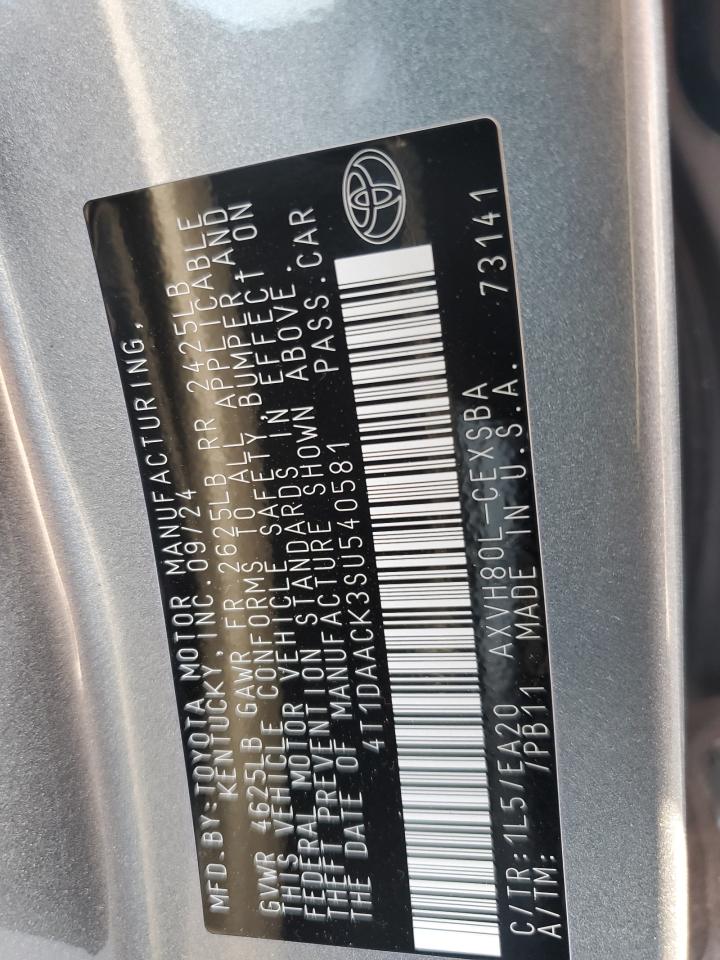 MFD.BY:TOYOTA MOTOR MANUFACTURING,
KENTUCKY,INC.09/24
GVWR 4625LB GAWR FR 2625LB RR 2425LB
THIS VEHICLE CONFORMS TO ALL APPLICABLE
FEDERAL MOTOR VEHICLE SAFETY, BUMPER, AND
THEFT PREVENTION STANDARDS IN EFFECT ON
THE DATE OF MANUFACTURE SHOWN ABOVE.
4T1DAACK3SU540581 PASS.CAR
C/TR:1L5/EA20 AXVH80L-CEXSBA
A/TM: /PB11 MADE IN U.S.A. 73141